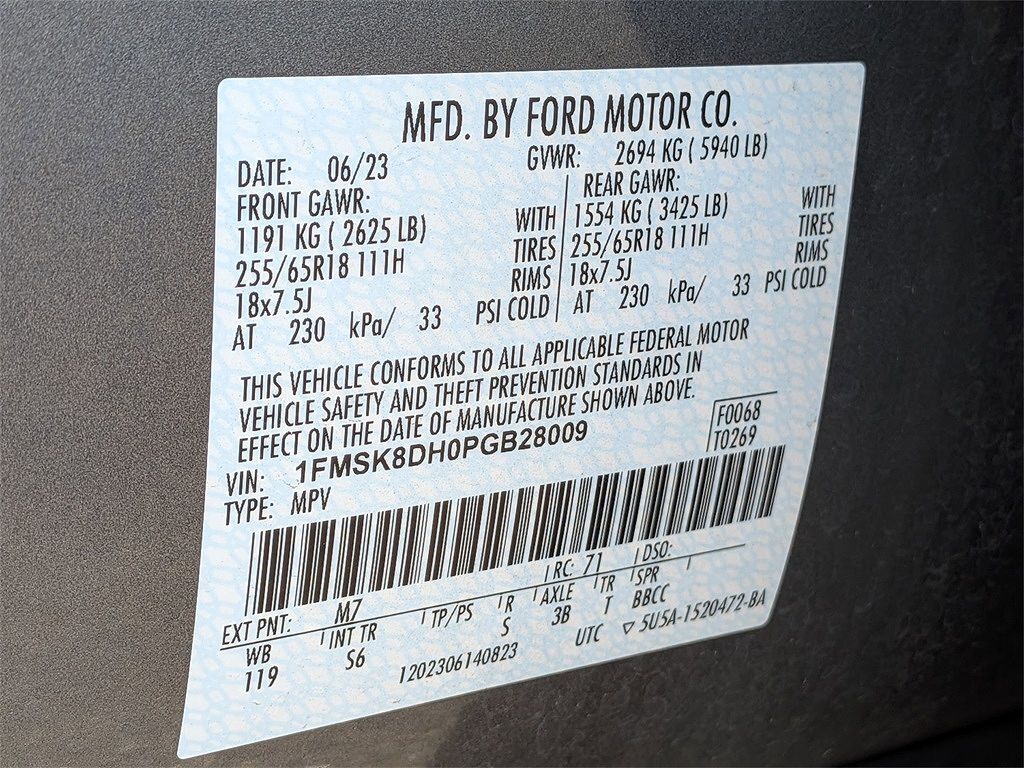 MFD. BY FORD MOTOR CO.
DATE: 06/23 GVWR: 2694 KG ( 5940 LB)
FRONT GAWR: REAR GAWR:
1191 KG ( 2625 LB) WITH 1554 KG ( 3425 LB) WITH
255/65R18 111H TIRES 255/65R18 111H TIRES
18x7.5J RIMS 18x7.5J RIMS
AT 230 kPa/ 33 PSI COLD AT 230 kPa/ 33 PSI COLD
THIS VEHICLE CONFORMS TO ALL APPLICABLE FEDERAL MOTOR
VEHICLE SAFETY AND THEFT PREVENTION STANDARDS IN
EFFECT ON THE DATE OF MANUFACTURE SHOWN ABOVE.
F0068
T0269
VIN: 1FMSK8DH0PGB28009
TYPE: MPV
EXT PNT: M7 RC: 71 DSO:
WB INT TR TP/PS R AXLE TR SPR
119 S6 S 3B T BBCC
1202306140823 UTC ▽ 5U5A-1520472-BA